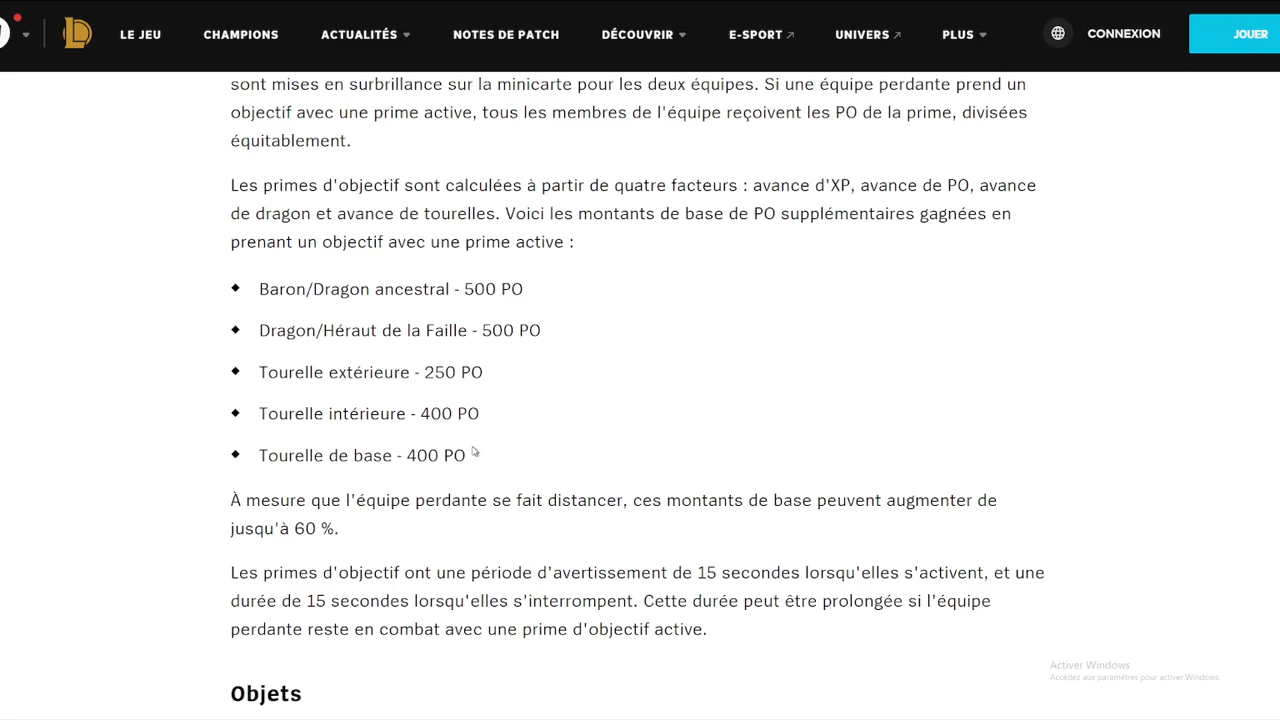 LE JEU CHAMPIONS ACTUALITÉS NOTES DE PATCH DÉCOUVRIR E-SPORT UNIVERS PLUS CONNEXION JOUER
sont mises en surbrillance sur la minicarte pour les deux équipes. Si une équipe perdante prend un
objectif avec une prime active, tous les membres de l'équipe reçoivent les PO de la prime, divisées
équitablement.
Les primes d'objectif sont calculées à partir de quatre facteurs : avance d'XP, avance de PO, avance
de dragon et avance de tourelles. Voici les montants de base de PO supplémentaires gagnées en
prenant un objectif avec une prime active :
Baron/Dragon ancestral - 500 PO
Dragon/Héraut de la Faille - 500 PO
Tourelle extérieure - 250 PO
Tourelle intérieure - 400 PO
Tourelle de base - 400 PO
À mesure que l'équipe perdante se fait distancer, ces montants de base peuvent augmenter de
jusqu'à 60 %.
Les primes d'objectif ont une période d'avertissement de 15 secondes lorsqu'elles s'activent, et une
durée de 15 secondes lorsqu'elles s'interrompent. Cette durée peut être prolongée si l'équipe
perdante reste en combat avec une prime d'objectif active.
Activer Windows
Accédez aux paramètres pour activer Windows.
Objets